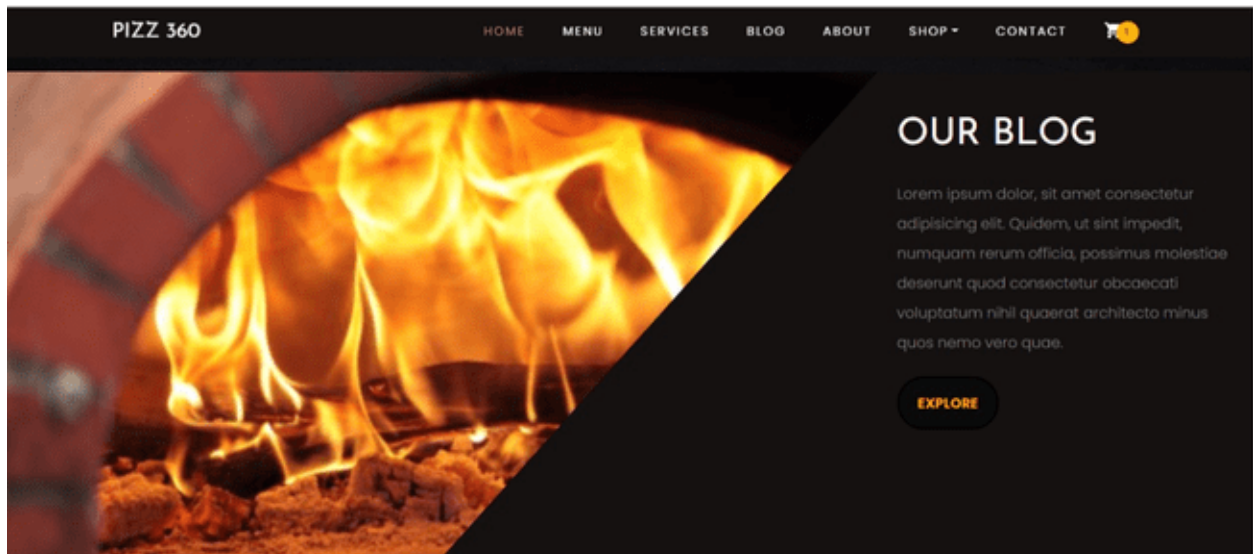 PIZZ 360 HOME MENU SERVICES BLOG ABOUT SHOP CONTACT
OUR BLOG
Lorem ipsum dolor, sit amet consectetur
adipisicing elit. Quidem, ut sint impedit,
numquam rerum officia, possimus molestiae
deserunt quod consectetur obcaecati
voluptatum nihil quaerat architecto minus
quos nemo vero quae.
EXPLORE